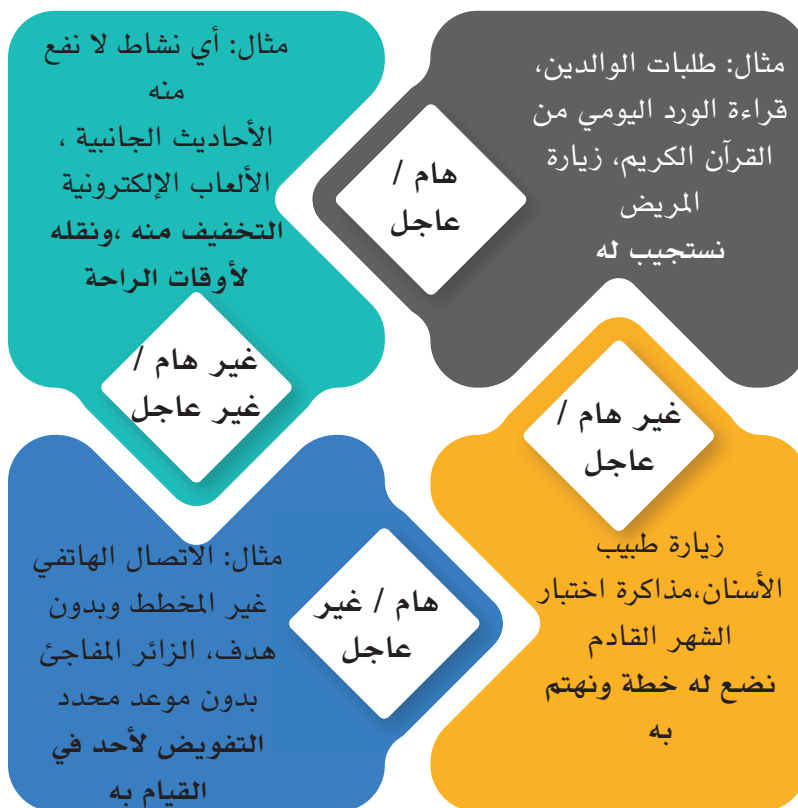 مثال: طلبات الوالدين،
قراءة الورد اليومي من
القرآن الكريم، زيارة
المريض
نستجيب له
هام /
عاجل
مثال: أي نشاط لا نفع
منه
الأحاديث الجانبية ،
الألعاب الإلكترونية
التخفيف منه ،ونقله
لأوقات الراحة
غير هام /
غير عاجل
غير هام /
عاجل
زيارة طبيب
الأسنان،مذاكرة اختبار
الشهر القادم
نضع له خطة ونهتم
به
هام / غير
عاجل
مثال: الاتصال الهاتفي
غير المخطط وبدون
هدف، الزائر المفاجئ
بدون موعد محدد
التفويض لأحد في
القيام به